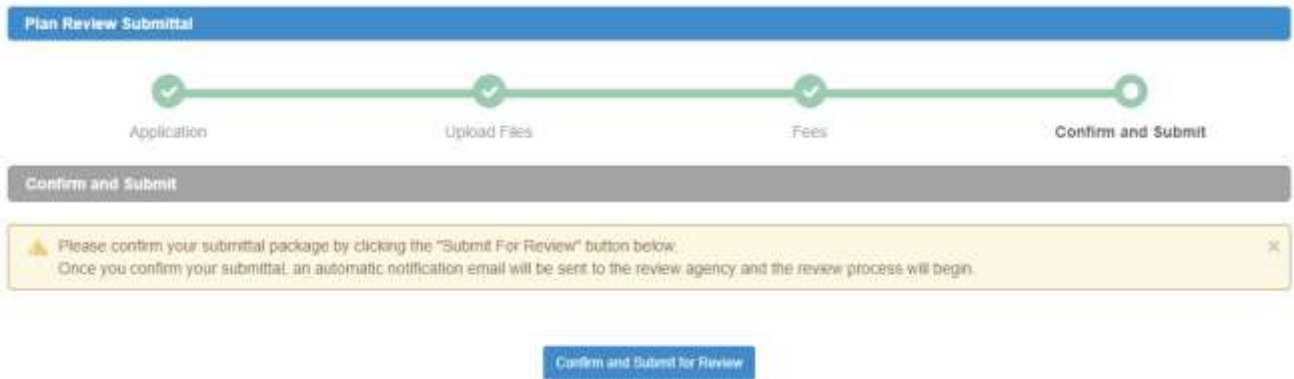 Plan Review Submittal
Application
Upload Files
Fees
Confirm and Submit
Confirm and Submit
Please confirm your submittal package by clicking the "Submit For Review" button below.
Once you confirm your submittal, an automatic notification email will be sent to the review agency and the review process will begin.
Confirm and Submit for Review